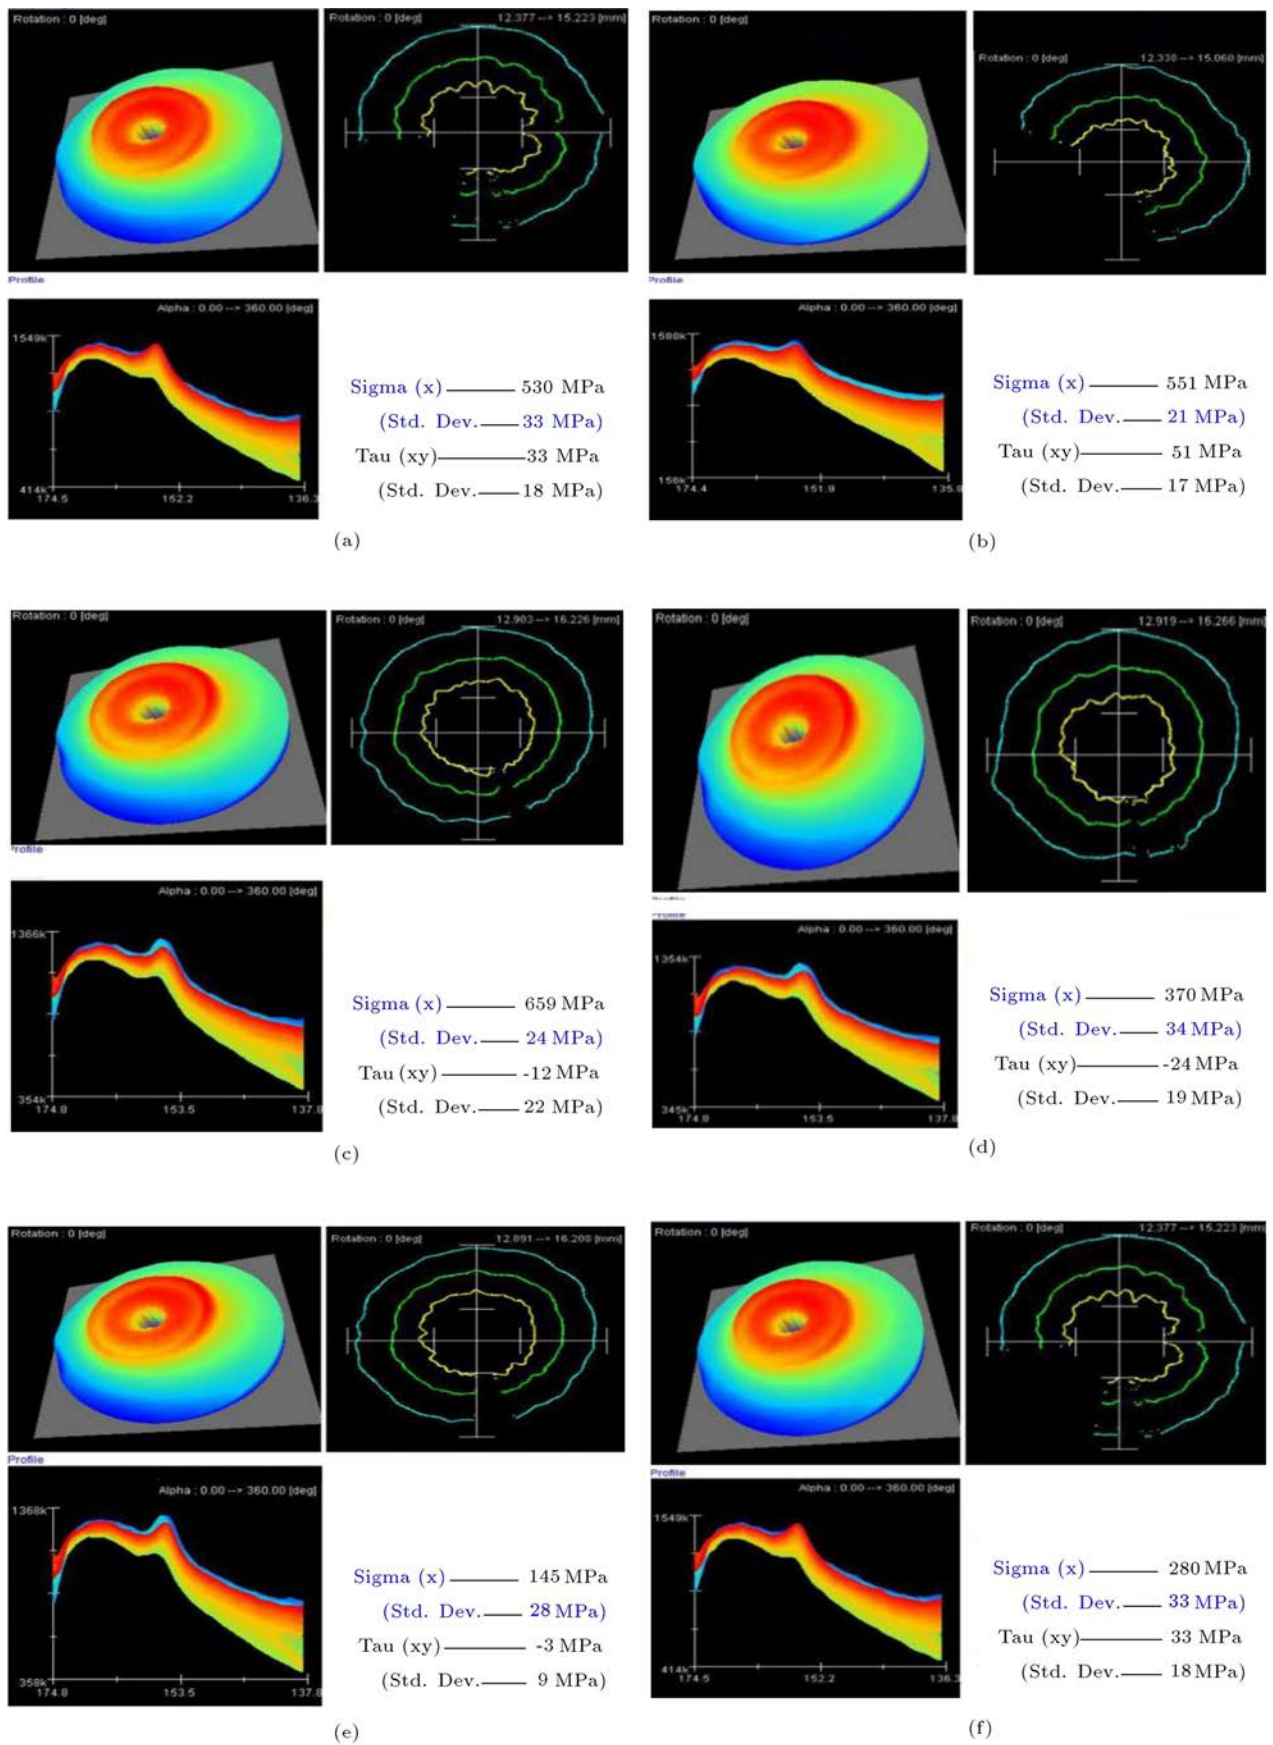 Rotation : 0 [deg]
Rotation : 0 [deg] 12.377 --> 15.223 [mm]
Profile
Alpha : 0.00 --> 360.00 [deg]
1549k
414k
174.5 152.2 136.3
Sigma (x) 530 MPa
(Std. Dev. 33 MPa)
Tau (xy) 33 MPa
(Std. Dev. 18 MPa)
(a)
Rotation : 0 [deg]
Rotation : 0 [deg] 12.338 --> 15.060 [mm]
Profile
Alpha : 0.00 --> 360.00 [deg]
1588k
156k
174.4 151.9 135.8
Sigma (x) 551 MPa
(Std. Dev. 21 MPa)
Tau (xy) 51 MPa
(Std. Dev. 17 MPa)
(b)
Rotation : 0 [deg]
Rotation : 0 [deg] 12.903 --> 16.226 [mm]
rofile
Alpha : 0.00 --> 360.00 [deg]
1366k
354k
174.8 153.5 137.8
Sigma (x) 659 MPa
(Std. Dev. 24 MPa)
Tau (xy) -12 MPa
(Std. Dev. 22 MPa)
(c)
Rotation : 0 [deg]
Rotation : 0 [deg] 12.919 --> 16.266 [mm]
Alpha : 0.00 --> 360.00 [deg]
1354k
345k
174.8 153.5 137.8
Sigma (x) 370 MPa
(Std. Dev. 34 MPa)
Tau (xy) -24 MPa
(Std. Dev. 19 MPa)
(d)
Rotation : 0 [deg]
Rotation : 0 [deg] 12.891 --> 16.208 [mm]
Profile
Alpha : 0.00 --> 360.00 [deg]
1368k
358k
174.8 153.5 137.8
Sigma (x) 145 MPa
(Std. Dev. 28 MPa)
Tau (xy) -3 MPa
(Std. Dev. 9 MPa)
(e)
Rotation : 0 [deg]
Rotation : 0 [deg] 12.377 --> 15.223 [mm]
Profile
Alpha : 0.00 --> 360.00 [deg]
1549k
414k
174.5 152.2 136.3
Sigma (x) 280 MPa
(Std. Dev. 33 MPa)
Tau (xy) 33 MPa
(Std. Dev. 18 MPa)
(f)